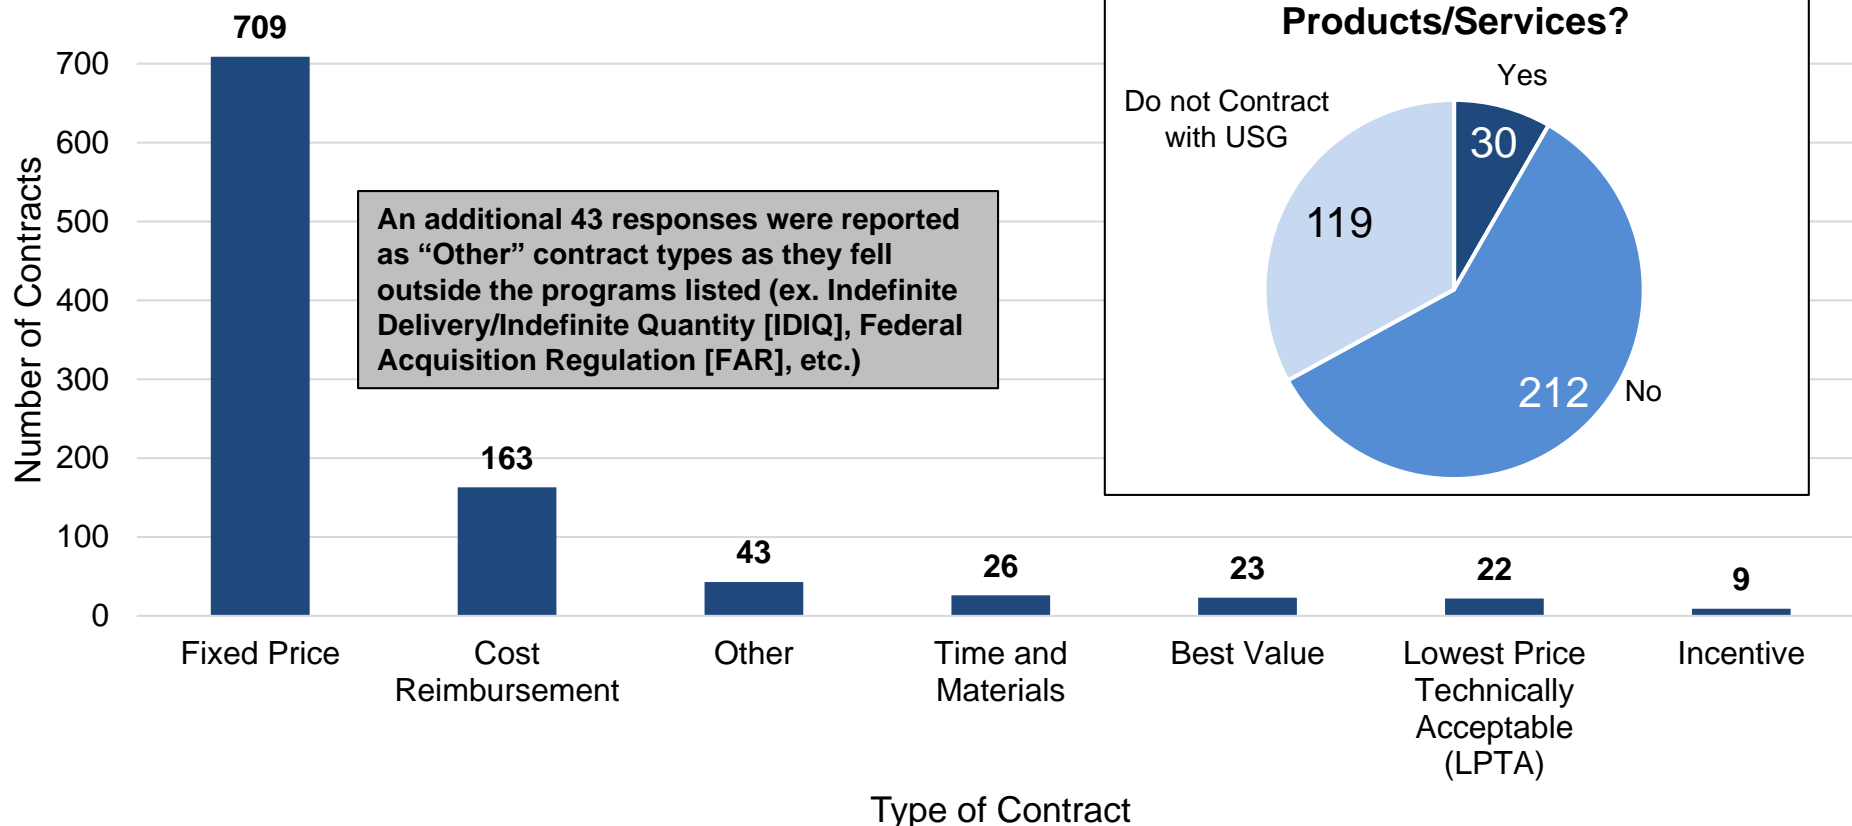 Number of Contracts
700
600
500
400
300
200
100
0
709
163
43
26
23
22
9
An additional 43 responses were reported
as “Other” contract types as they fell
outside the programs listed (ex. Indefinite
Delivery/Indefinite Quantity [IDIQ], Federal
Acquisition Regulation [FAR], etc.)
Products/Services?
Yes
Do not Contract
with USG
30
119
212
No
Fixed Price
Cost
Reimbursement
Other
Time and
Materials
Best Value
Lowest Price
Technically
Acceptable
(LPTA)
Incentive
Type of Contract